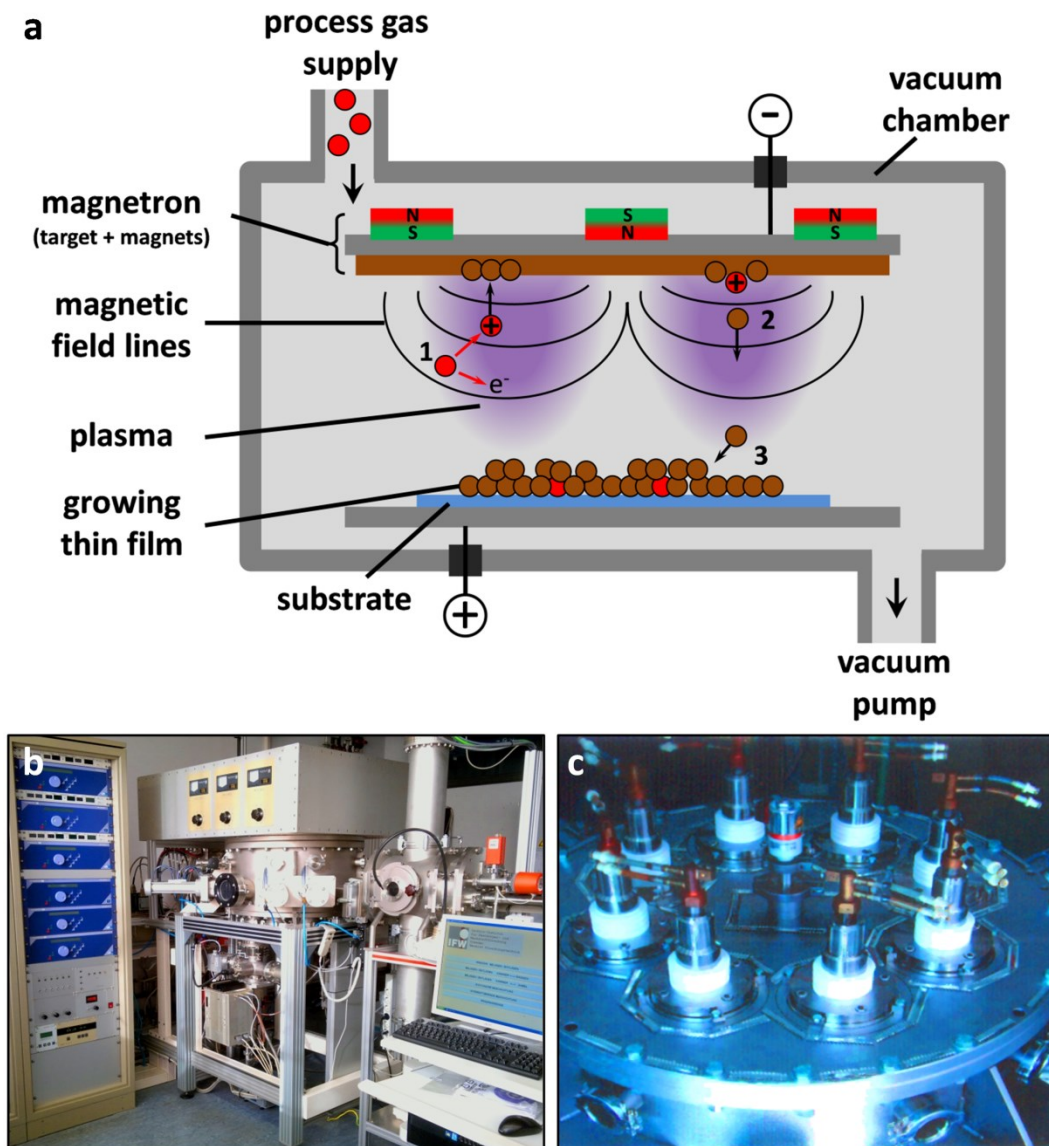 a
process gas
supply
vacuum
chamber
−
magnetron
(target + magnets)
N
S
S
N
N
S
magnetic
field lines
+
+
1
2
e-
plasma
3
growing
thin film
substrate
+
vacuum
pump
b
c
IFW